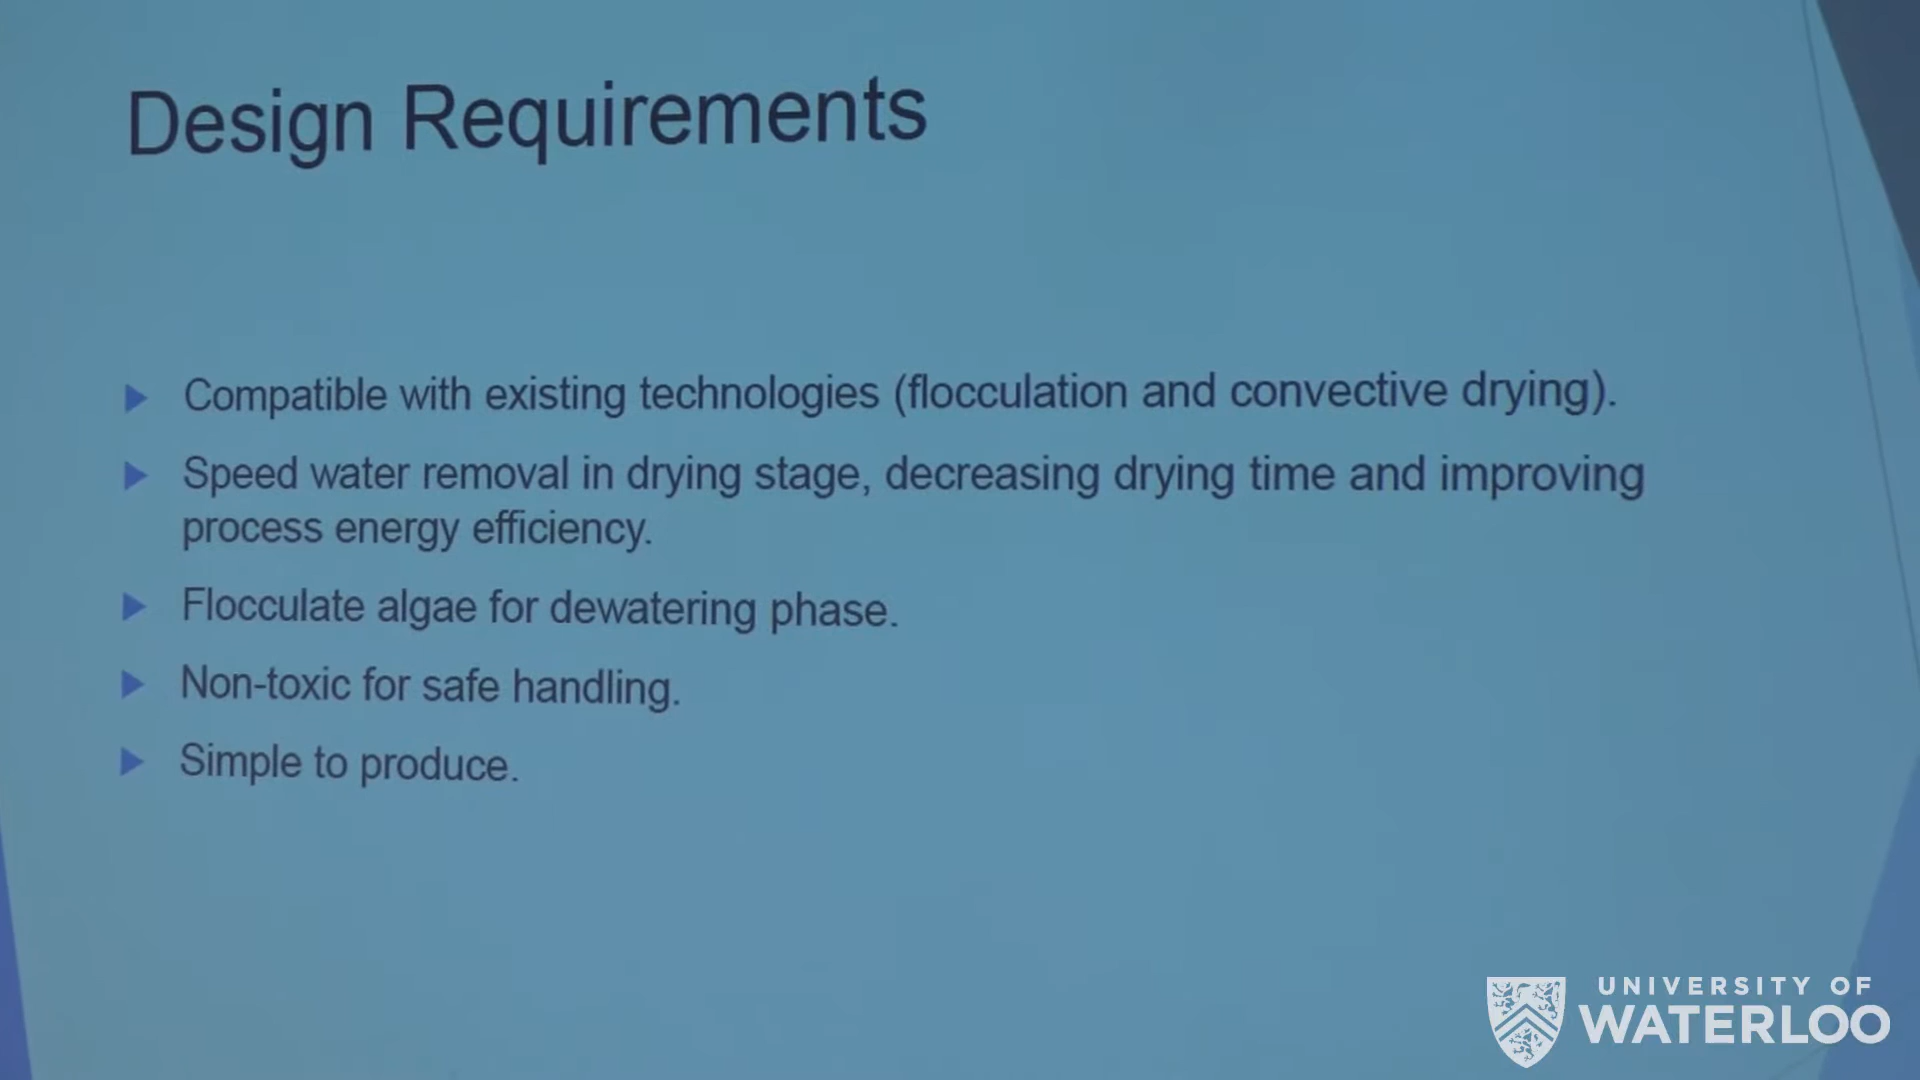 Design Requirements
Compatible with existing technologies (flocculation and convective drying).
Speed water removal in drying stage, decreasing drying time and improving
process energy efficiency.
Flocculate algae for dewatering phase.
Non-toxic for safe handling.
Simple to produce.
UNIVERSITY OF
WATERLOO